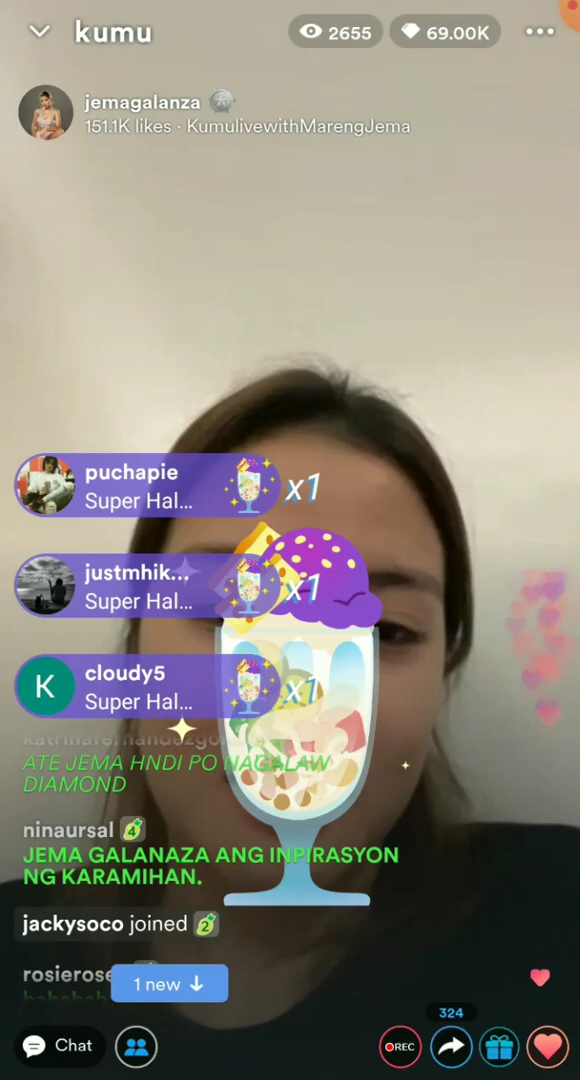 kumu
2655
69.00K
jemagalanza
151.1K likes · KumulivewithMarengJema
puchapie
Super Hal...
x1
justmhik...
Super Hal...
x1
K
cloudy5
Super Hal...
x1
ATE JEMA HNDI PO NAGALAW
DIAMOND
ninaursal 4
JEMA GALANAZA ANG INPIRASYON
NG KARAMIHAN.
jackysoco joined 2
1 new
324
Chat
REC